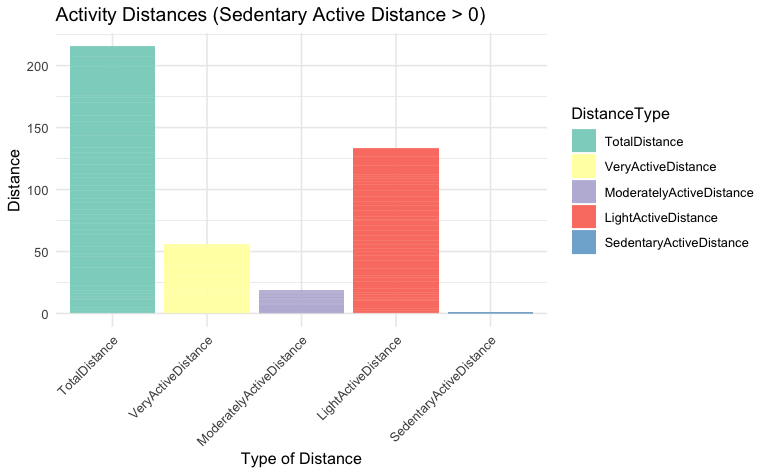 Activity Distances (Sedentary Active Distance > 0)
Distance
200
150
100
50
0
TotalDistance
VeryActiveDistance
ModeratelyActiveDistance
LightActiveDistance
SedentaryActiveDistance
Type of Distance
DistanceType
TotalDistance
VeryActiveDistance
ModeratelyActiveDistance
LightActiveDistance
SedentaryActiveDistance